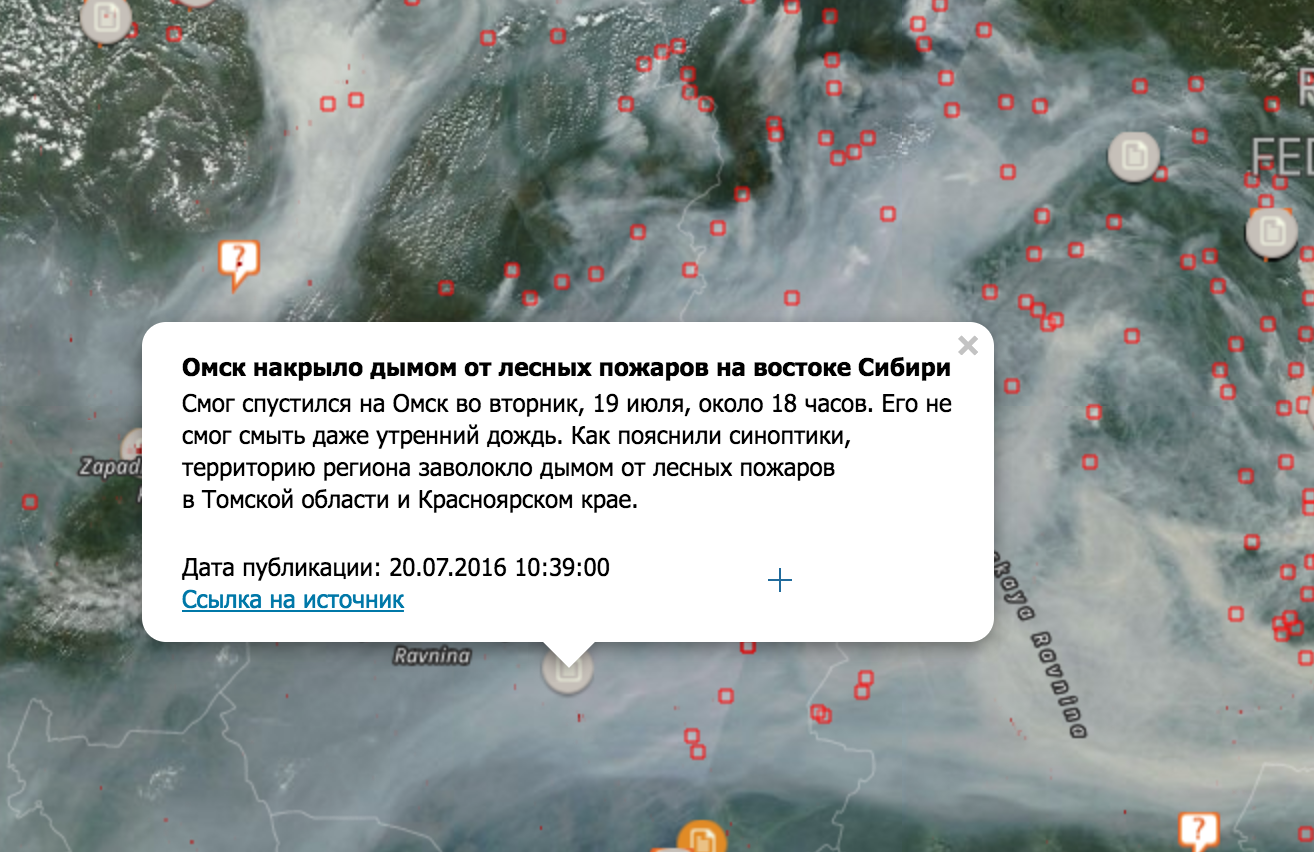 FED
?
Омск накрыло дымом от лесных пожаров на востоке Сибири
Смог спустился на Омск во вторник, 19 июля, около 18 часов. Его не
смог смыть даже утренний дождь. Как пояснили синоптики,
территорию региона заволокло дымом от лесных пожаров
в Томской области и Красноярском крае.
Zapad
Дата публикации: 20.07.2016 10:39:00
Ссылка на источник
skaya Ravnina
Ravnina
?